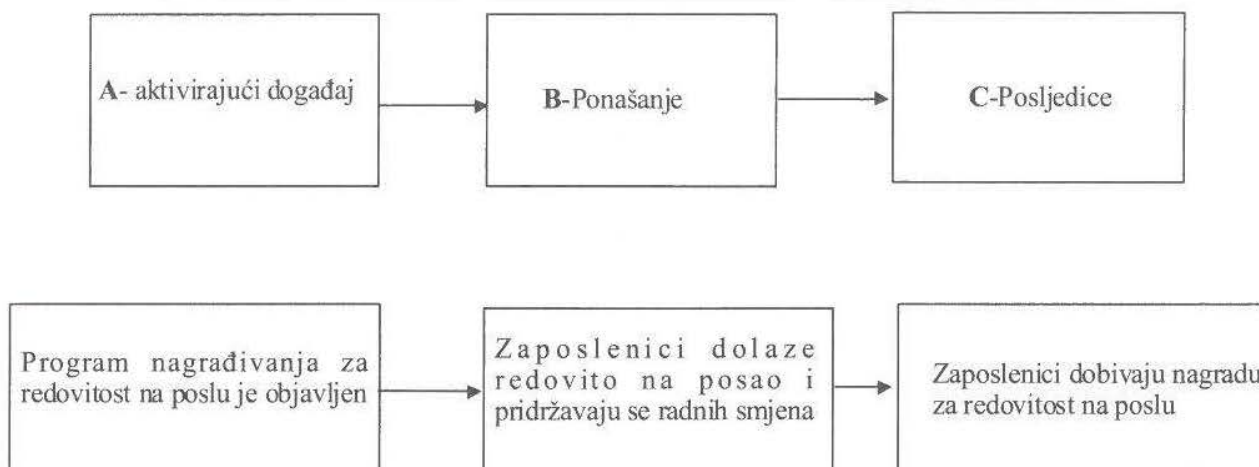 A- aktivirajući događaj
B-Ponašanje
C-Posljedice
Program nagrađivanja za
redovitost na poslu je objavljen
Zaposlenici dolaze
redovito na posao i
pridržavaju se radnih smjena
Zaposlenici dobivaju nagradu
za redovitost na poslu